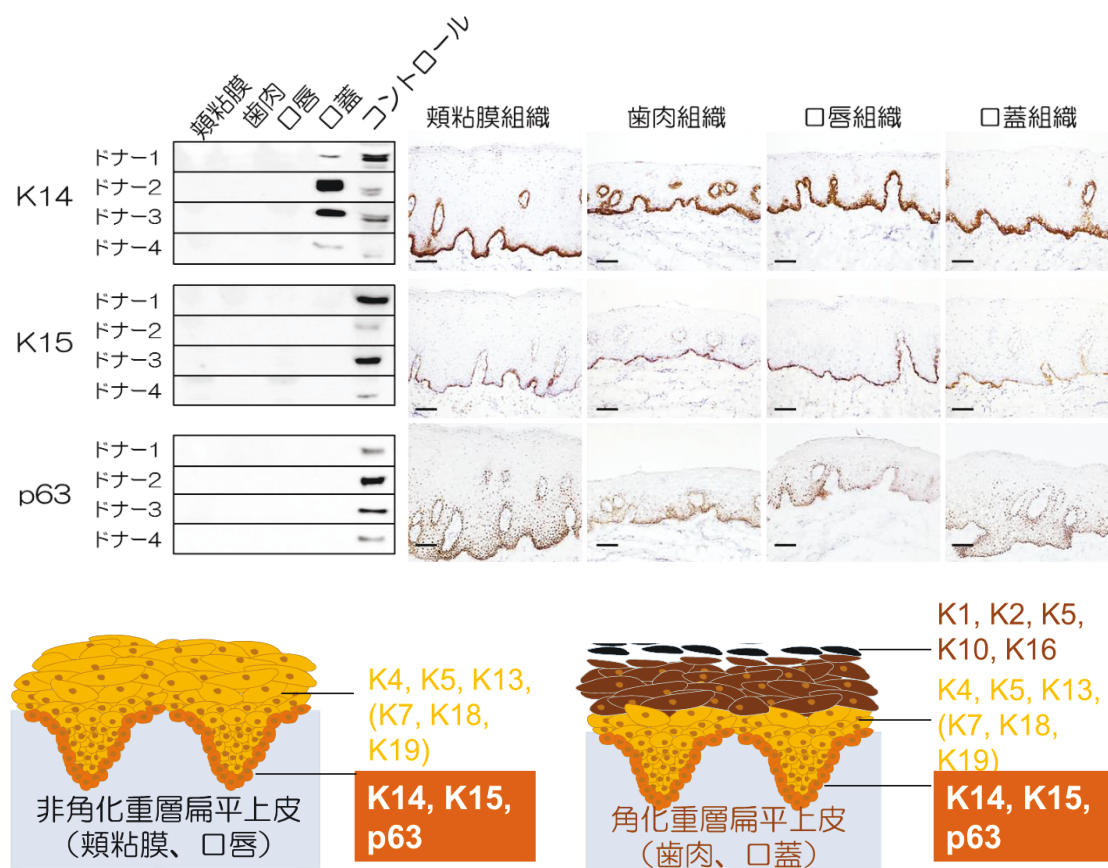 頬粘膜
歯肉
口唇
口蓋
コントロール
頬粘膜組織
歯肉組織
口唇組織
口蓋組織
K14
ドナー1
ドナー2
ドナー3
ドナー4
K15
ドナー1
ドナー2
ドナー3
ドナー4
p63
ドナー1
ドナー2
ドナー3
ドナー4
K4, K5, K13,
(K7, K18,
K19)
K14, K15,
p63
非角化重層扁平上皮
（頬粘膜、口唇）
K1, K2, K5,
K10, K16
K4, K5, K13,
(K7, K18,
K19)
K14, K15,
p63
角化重層扁平上皮
（歯肉、口蓋）